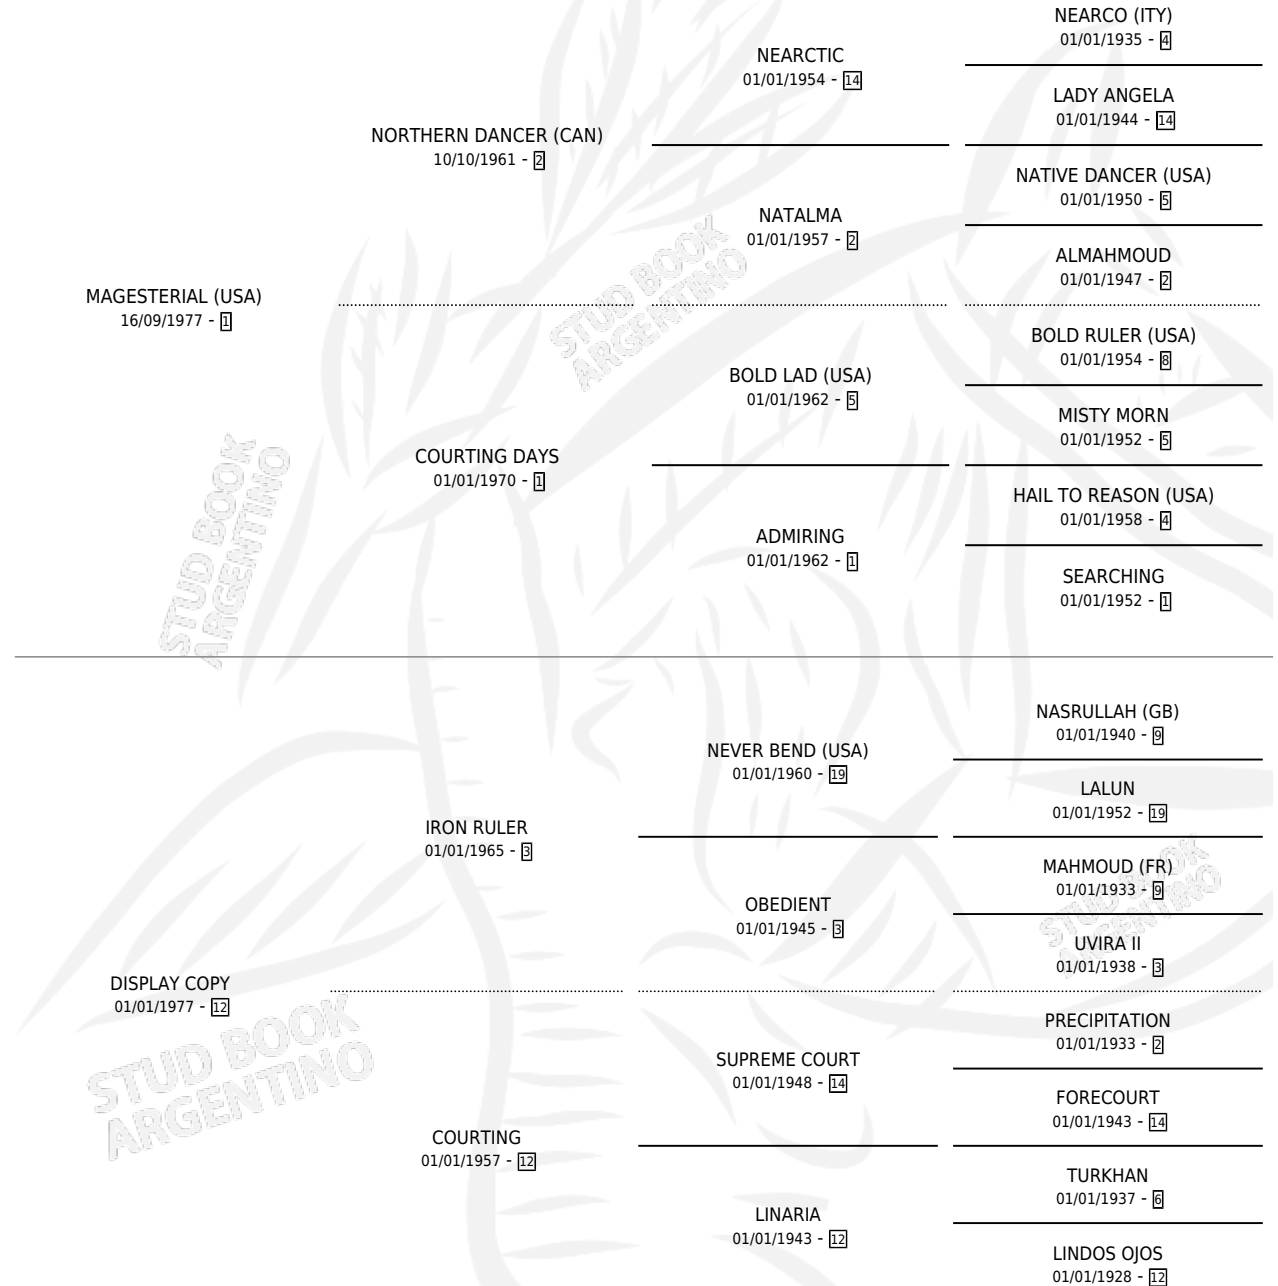 NEARCO (ITY)
01/01/1935 - 4
NEARCTIC
01/01/1954 - 14
LADY ANGELA
01/01/1944 - 14
NORTHERN DANCER (CAN)
10/10/1961 - 2
NATIVE DANCER (USA)
01/01/1950 - 5
NATALMA
01/01/1957 - 2
ALMAHMOUD
01/01/1947 - 2
MAGESTERIAL (USA)
16/09/1977 - 1
STUD BOOK
ARGENTINO
BOLD RULER (USA)
01/01/1954 - 8
BOLD LAD (USA)
01/01/1962 - 5
MISTY MORN
01/01/1952 - 5
COURTING DAYS
01/01/1970 - 1
HAIL TO REASON (USA)
01/01/1958 - 4
ADMIRING
01/01/1962 - 1
SEARCHING
01/01/1952 - 1
STUD BOOK
ARGENTINO
NASRULLAH (GB)
01/01/1940 - 9
NEVER BEND (USA)
01/01/1960 - 19
LALUN
01/01/1952 - 19
IRON RULER
01/01/1965 - 3
MAHMOUD (FR)
01/01/1933 - 9
OBEDIENT
01/01/1945 - 3
UVIRA II
01/01/1938 - 3
STUD BOOK
ARGENTINO
DISPLAY COPY
01/01/1977 - 12
PRECIPITATION
01/01/1933 - 2
SUPREME COURT
01/01/1948 - 14
FORECOURT
01/01/1943 - 14
STUD BOOK
ARGENTINO
COURTING
01/01/1957 - 12
TURKHAN
01/01/1937 - 6
LINARIA
01/01/1943 - 12
LINDOS OJOS
01/01/1928 - 12